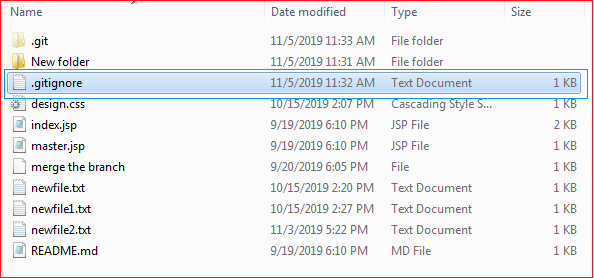 Name Date modified Type Size
.git 11/5/2019 11:33 AM File folder
New folder 11/5/2019 11:31 AM File folder
.gitignore 11/5/2019 11:32 AM Text Document 1 KB
design.css 10/15/2019 2:07 PM Cascading Style S... 1 KB
index.jsp 9/19/2019 6:10 PM JSP File 2 KB
master.jsp 9/19/2019 6:10 PM JSP File 1 KB
merge the branch 9/20/2019 6:05 PM File 1 KB
newfile.txt 10/15/2019 2:20 PM Text Document 1 KB
newfile1.txt 10/15/2019 2:27 PM Text Document 1 KB
newfile2.txt 11/3/2019 5:22 PM Text Document 1 KB
README.md 9/19/2019 6:10 PM MD File 1 KB